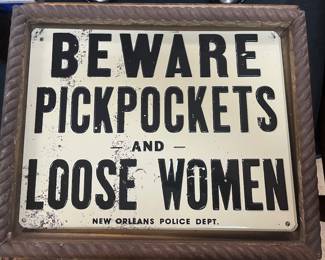 BEWARE
PICKPOCKETS
— AND —
LOOSE WOMEN
NEW ORLEANS POLICE DEPT.